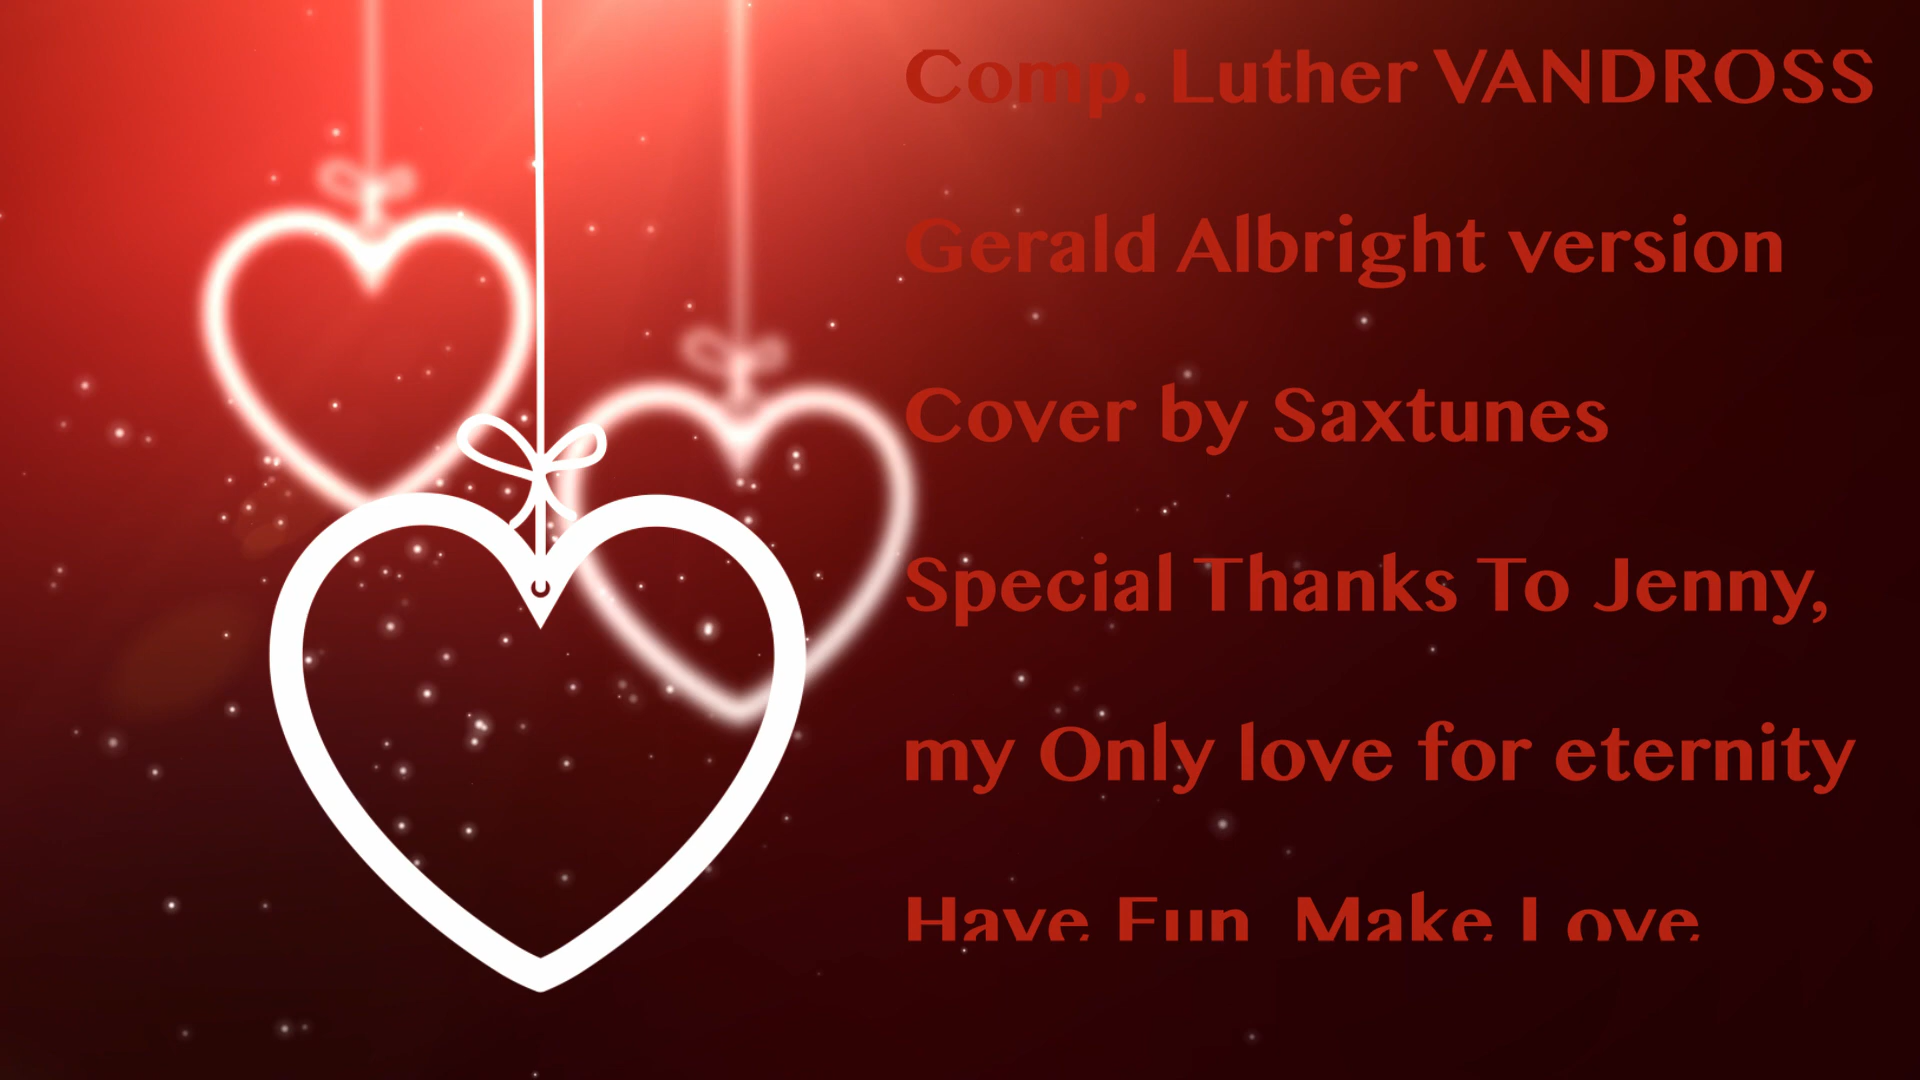 Comp. Luther VANDROSS
Gerald Albright version
Cover by Saxtunes
Special Thanks To Jenny,
my Only love for eternity
Have Fun Make Love